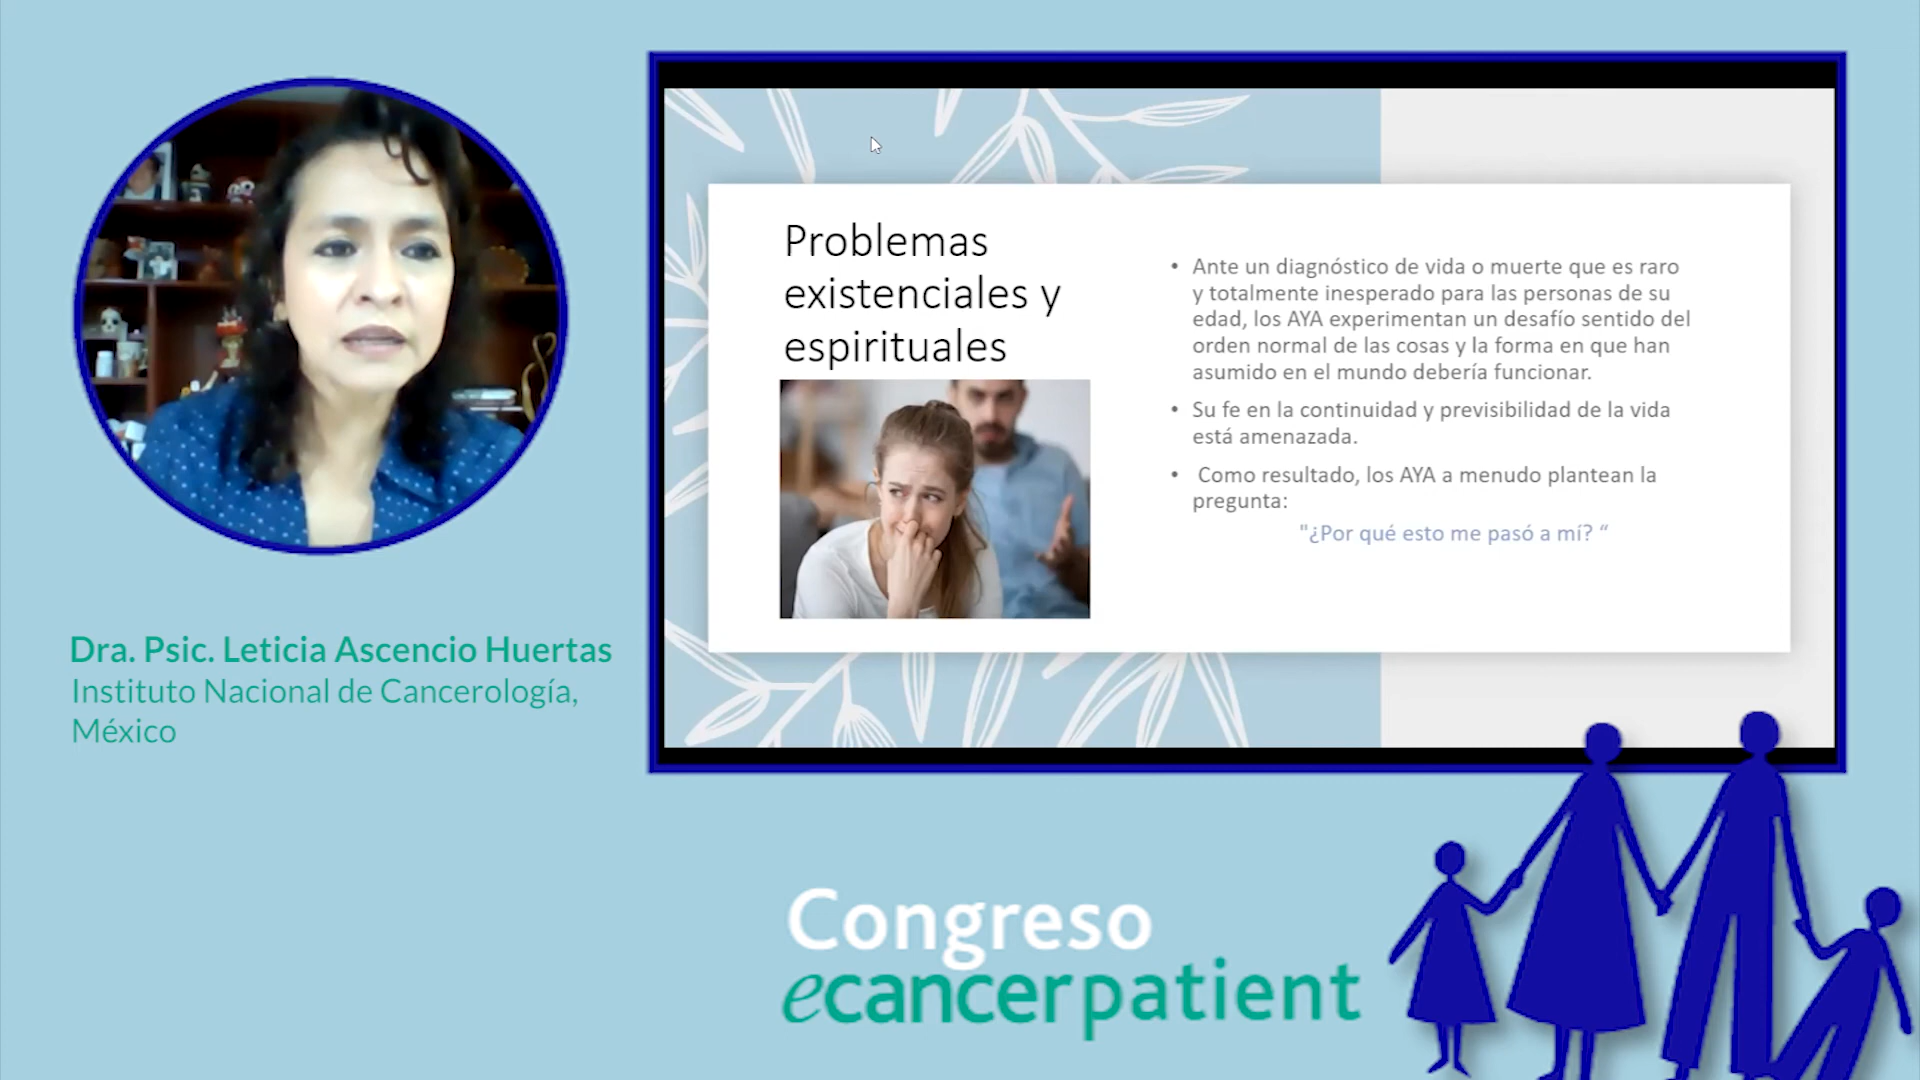 Problemas
existenciales y
espirituales
• Ante un diagnóstico de vida o muerte que es raro
y totalmente inesperado para las personas de su
edad, los AYA experimentan un desafío sentido del
orden normal de las cosas y la forma en que han
asumido en el mundo debería funcionar.
• Su fe en la continuidad y previsibilidad de la vida
está amenazada.
• Como resultado, los AYA a menudo plantean la
pregunta:
"¿Por qué esto me pasó a mí? “
Dra. Psic. Leticia Ascencio Huertas
Instituto Nacional de Cancerología,
México
Congreso
ecancerpatient